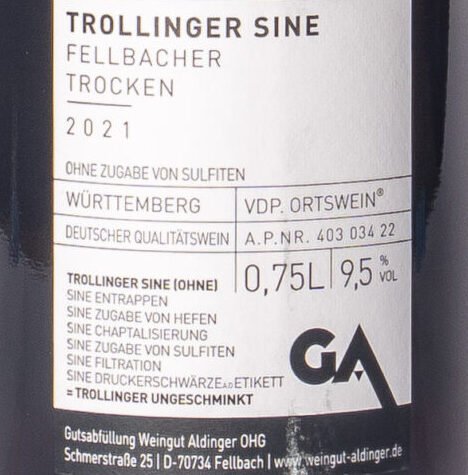 TROLLINGER SINE
FELLBACHER
TROCKEN
2021
OHNE ZUGABE VON SULFITEN
WÜRTTEMBERG VDP. ORTSWEIN®
DEUTSCHER QUALITÄTSWEIN A.P.NR. 403 034 22
0,75L 9,5 % VOL
TROLLINGER SINE (OHNE)
SINE ENTRAPPEN
SINE ZUGABE VON HEFEN
SINE CHAPTALISIERUNG
SINE ZUGABE VON SULFITEN
SINE FILTRATION
SINE DRUCKERSCHWÄRZE A.D. ETIKETT
= TROLLINGER UNGESCHMINKT
GA
Gutsabfüllung Weingut Aldinger OHG
Schmerstraße 25 | D-70734 Fellbach | www.weingut-aldinger.de